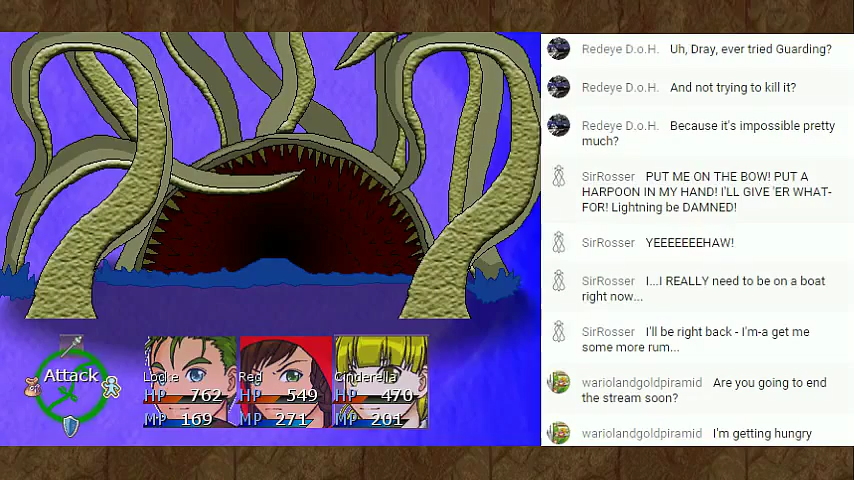 Redeye D.o.H. Uh, Dray, ever tried Guarding?
Redeye D.o.H. And not trying to kill it?
Redeye D.o.H. Because it's impossible pretty
much?
SirRosser PUT ME ON THE BOW! PUT A
HARPOON IN MY HAND! I'LL GIVE 'ER WHAT-
FOR! Lightning be DAMNED!
SirRosser YEEEEEEEHAW!
SirRosser I...I REALLY need to be on a boat
right now...
SirRosser I'll be right back - I'm-a get me
some more rum...
wariolandgoldpiramid Are you going to end
the stream soon?
wariolandgoldpiramid I'm getting hungry
Attack
Locke
HP 762
MP 169
Red
HP 549
MP 271
Cinderella
HP 470
MP 201